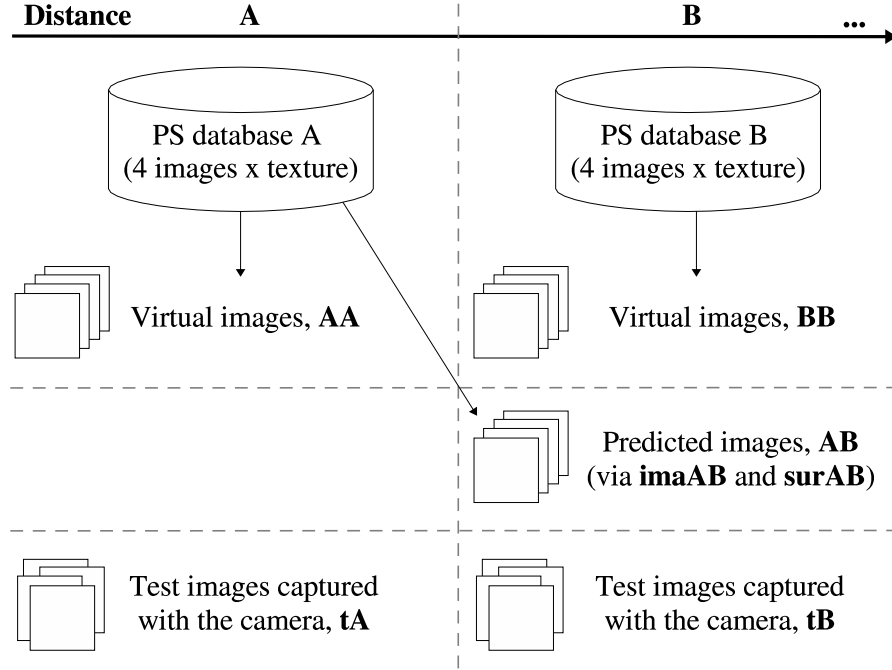 Distance A B ...
PS database A
(4 images x texture)
PS database B
(4 images x texture)
Virtual images, AA
Virtual images, BB
Predicted images, AB
(via imaAB and surAB)
Test images captured
with the camera, tA
Test images captured
with the camera, tB